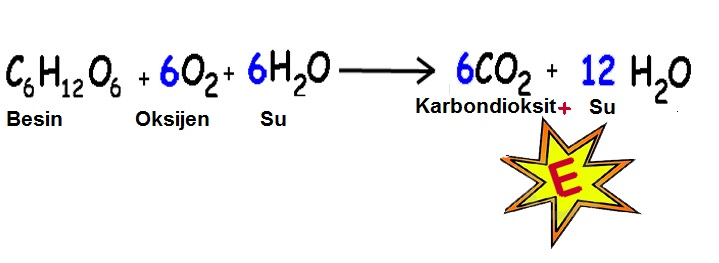 C₆H₁₂O₆ + 6O₂ + 6H₂O → 6CO₂ + 12 H₂O
Besin Oksijen Su Karbondioksit + Su
E